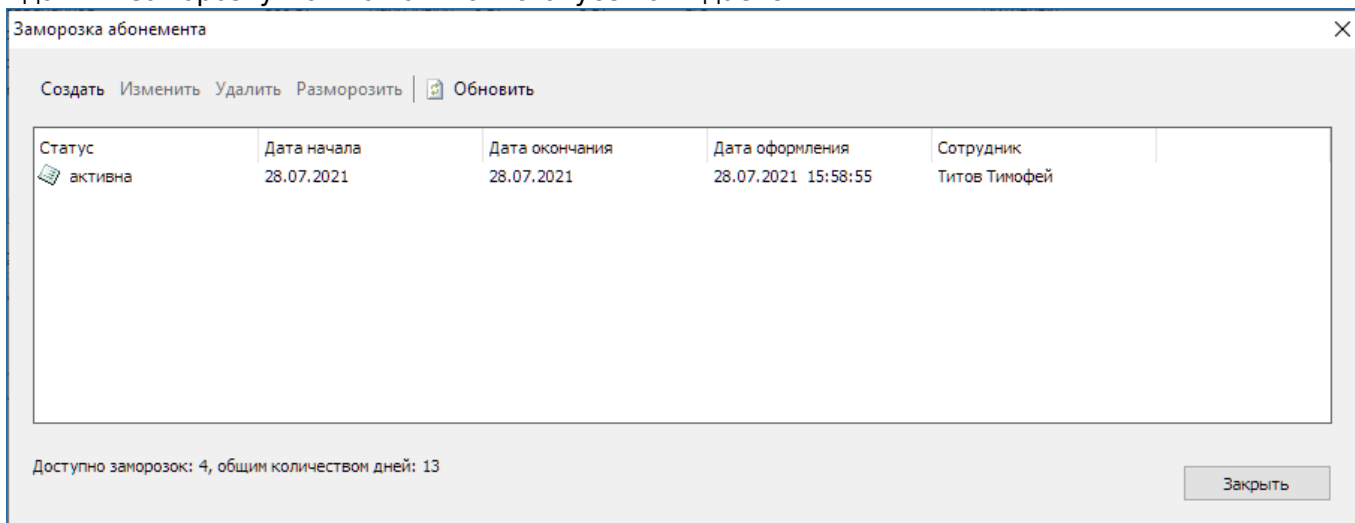 Заморозка абонемента
Создать Изменить Удалить Разморозить Обновить
Статус Дата начала Дата окончания Дата оформления Сотрудник
активна 28.07.2021 28.07.2021 28.07.2021 15:58:55 Титов Тимофей
Доступно заморозок: 4, общим количеством дней: 13
Закрыть